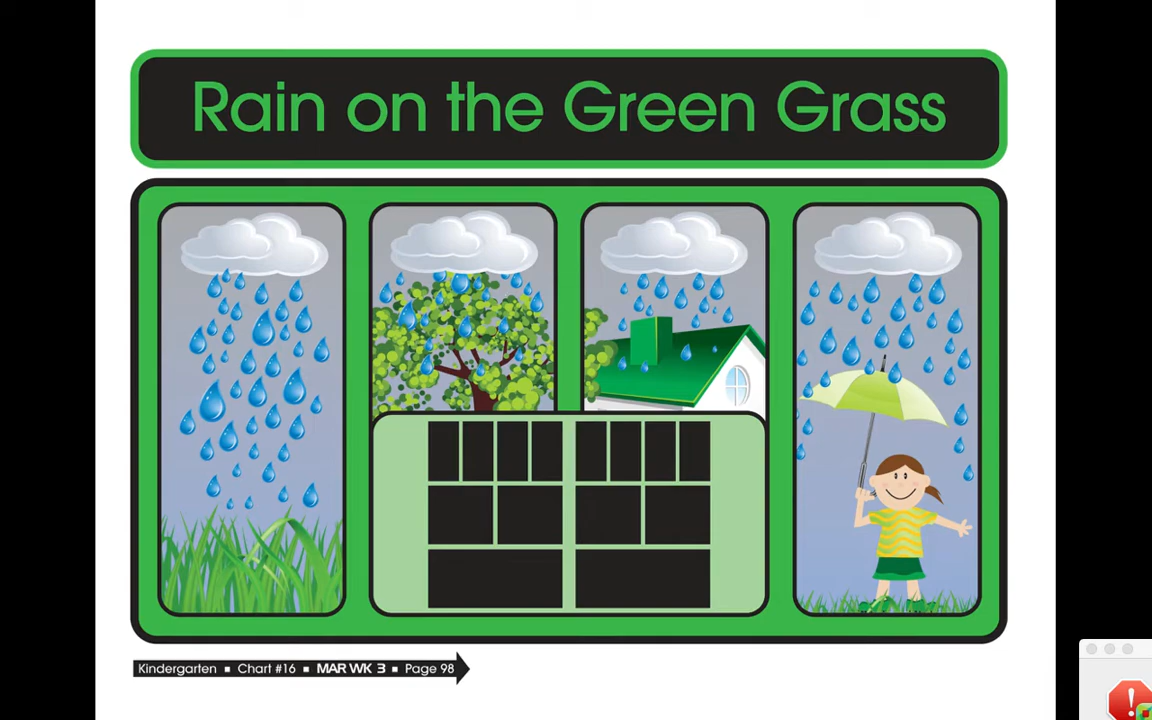 Rain on the Green Grass
Kindergarten ▪ Chart #16 ▪ MAR WK 3 ▪ Page 98